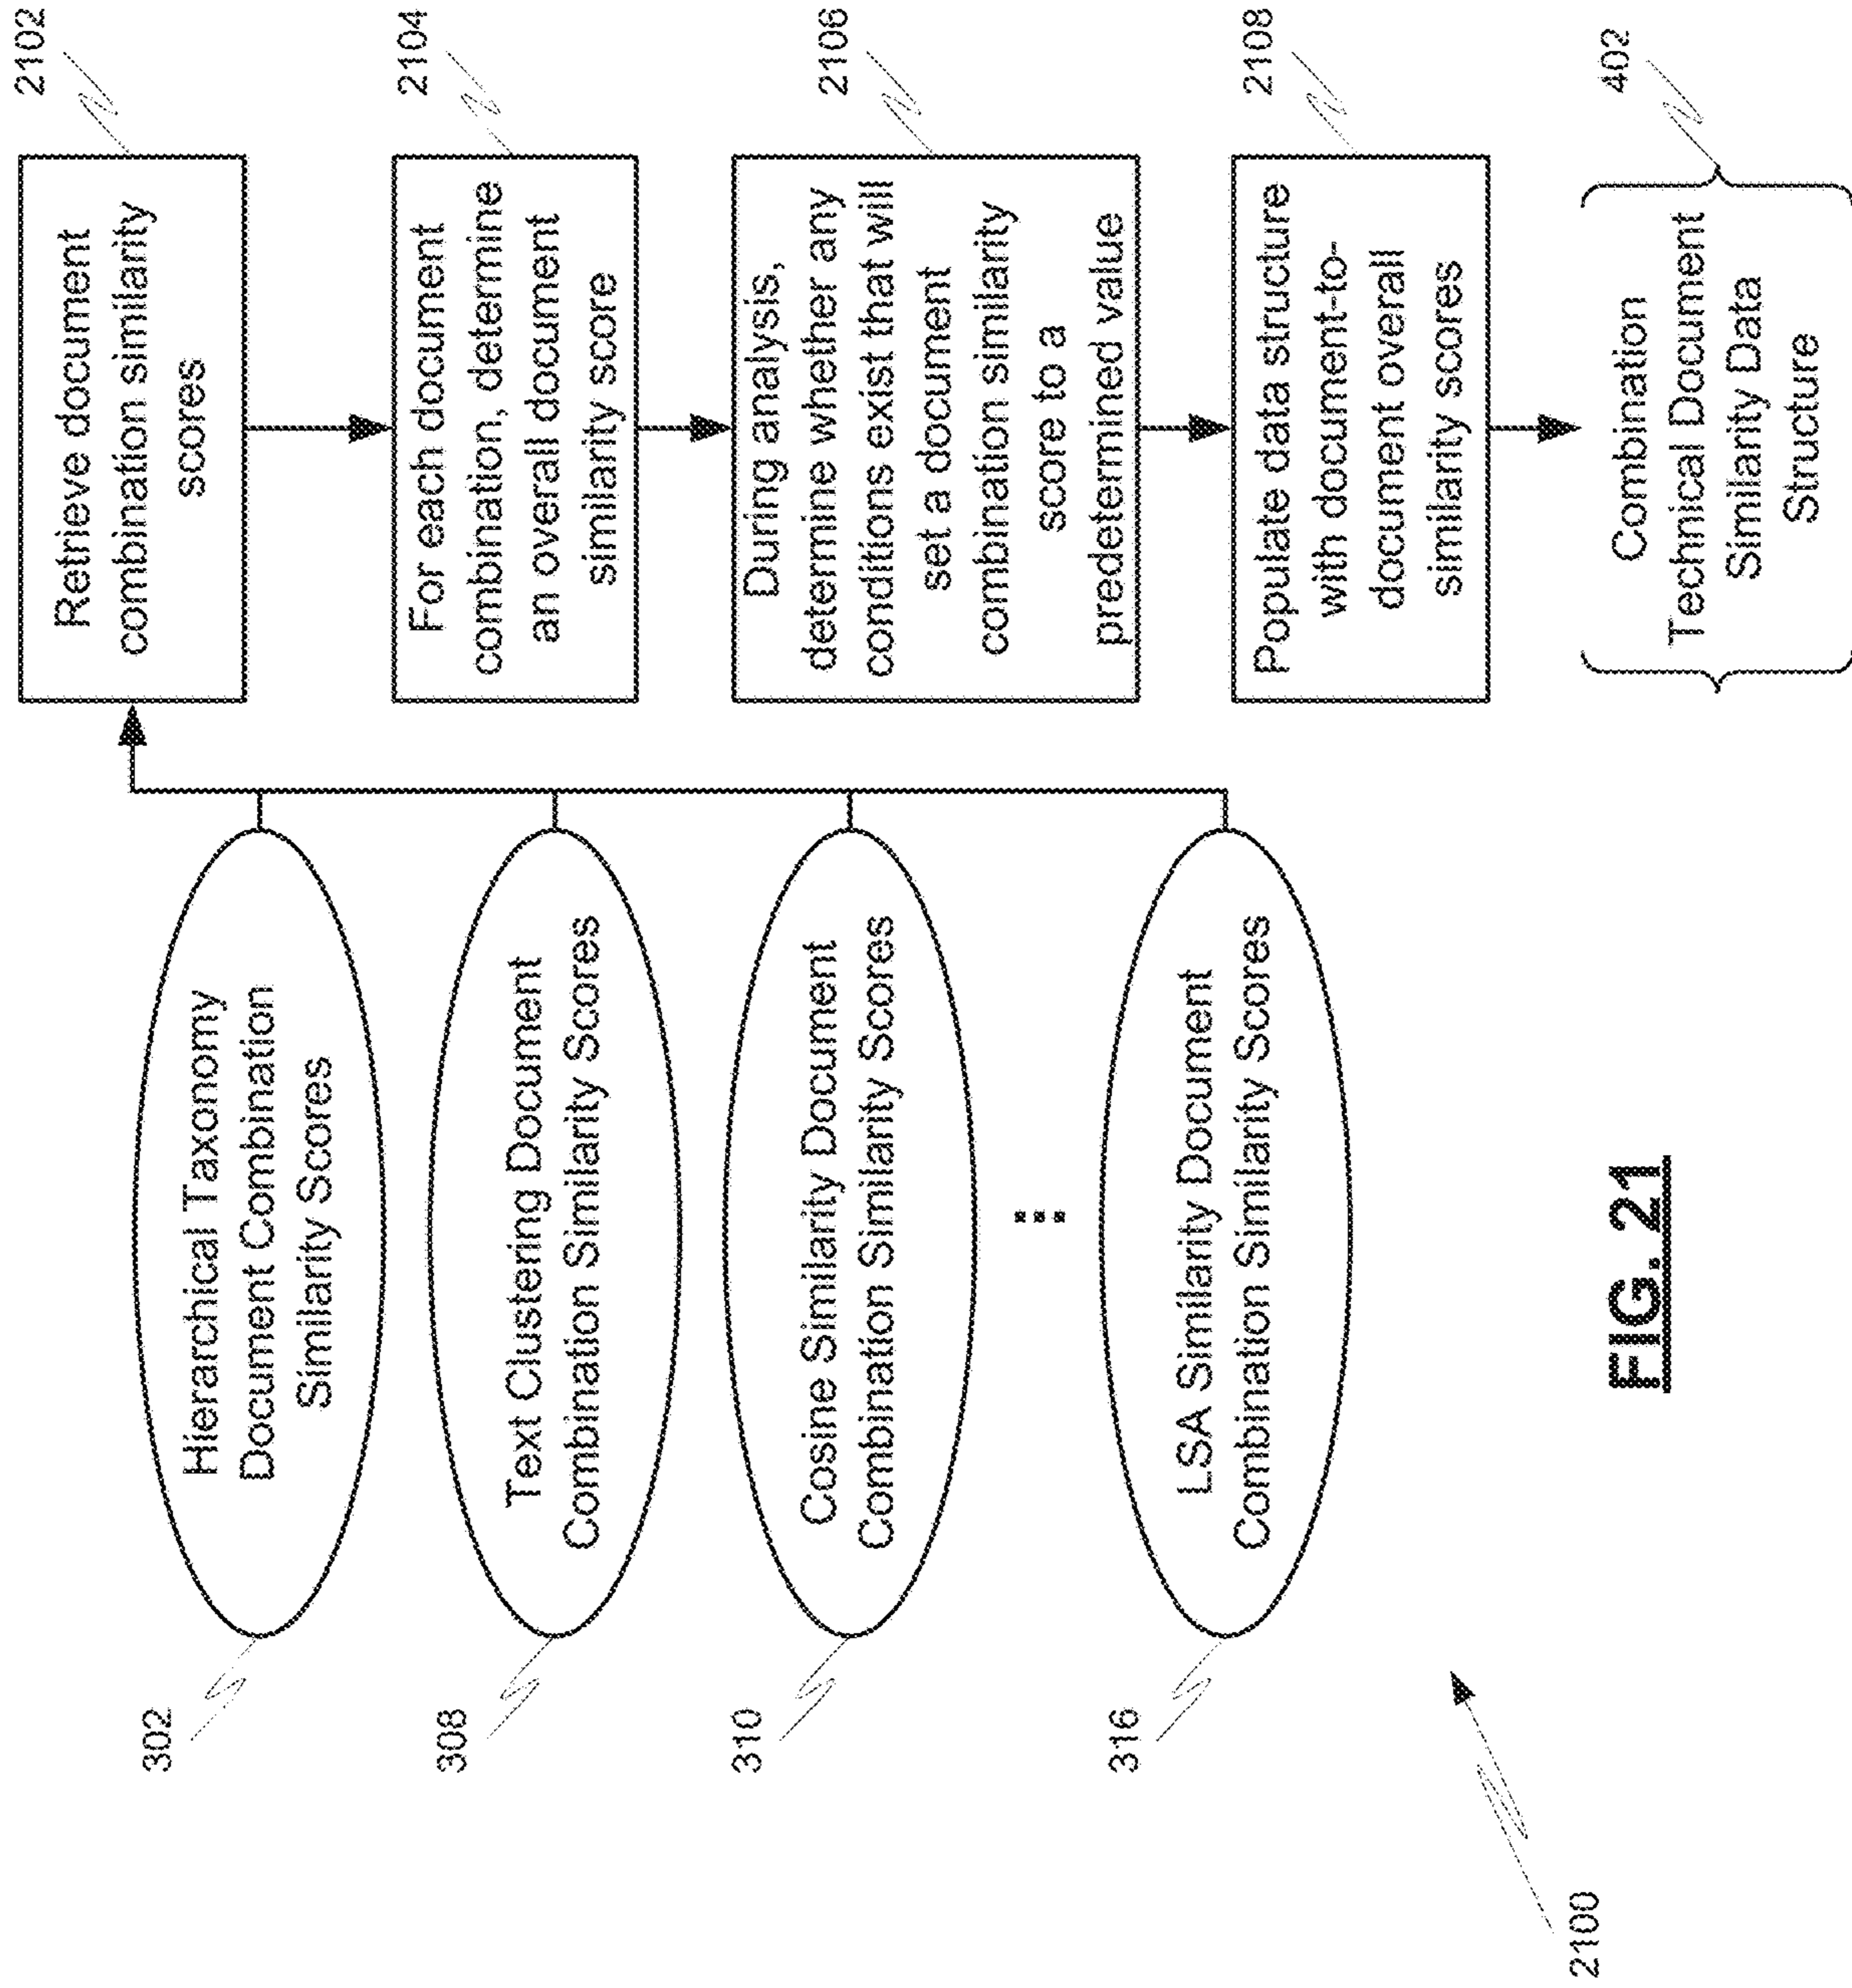 2102
Retrieve document
combination similarity
scores
2104
For each document
combination, determine
an overall document
similarity score
2106
During analysis,
determine whether any
conditions exist that will
set a document
combination similarity
score to a
predetermined value
2108
Populate data structure
with document-to-
document overall
similarity scores
402
Combination
Technical Document
Similarity Data
Structure
302
Hierarchical Taxonomy
Document Combination
Similarity Scores
308
Text Clustering Document
Combination Similarity Scores
310
Cosine Similarity Document
Combination Similarity Scores
...
316
LSA Similarity Document
Combination Similarity Scores
2100
FIG. 21